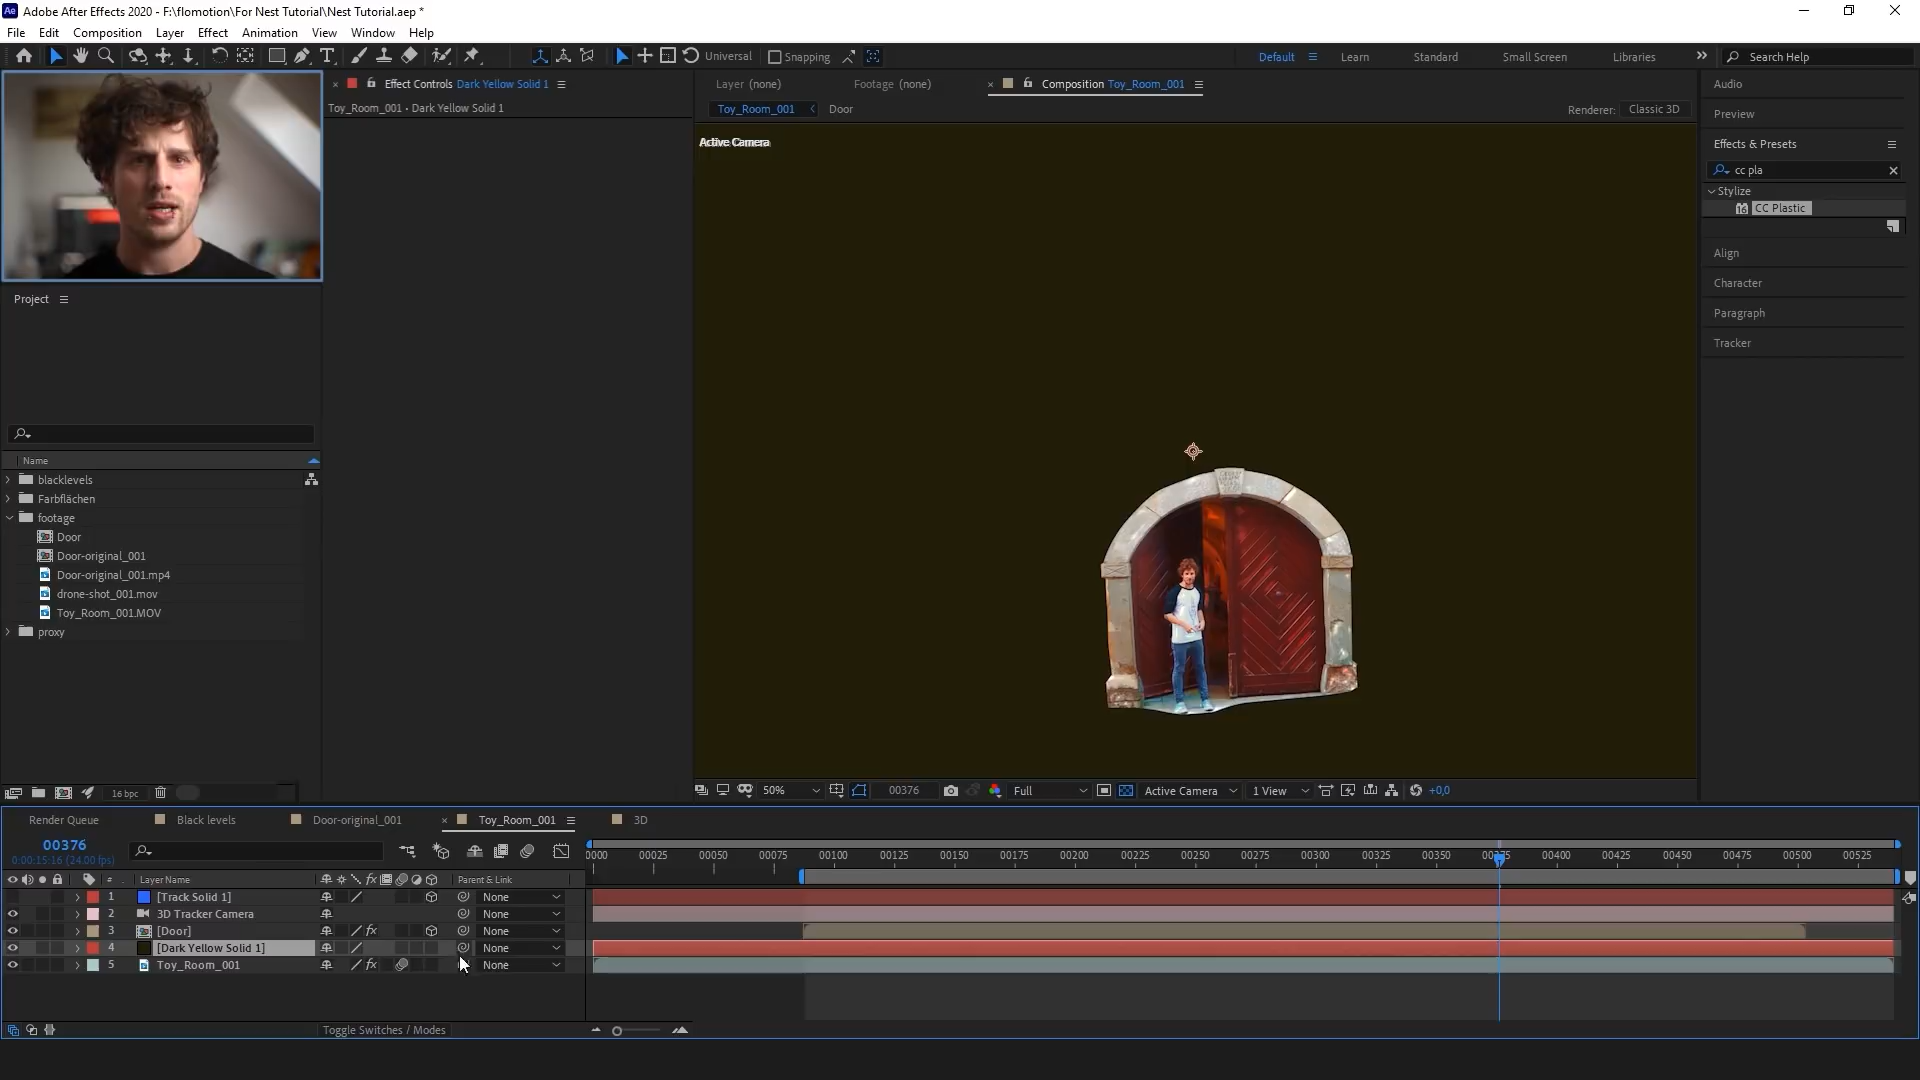 Adobe After Effects 2020 - F:\flomotion\For Nest Tutorial\Nest Tutorial.aep *
File Edit Composition Layer Effect Animation View Window Help
Universal Snapping Default Learn Standard Small Screen Libraries Search Help
Effect Controls Dark Yellow Solid 1
Toy_Room_001 • Dark Yellow Solid 1
Layer (none) Footage (none) Composition Toy_Room_001
Toy_Room_001 Door Renderer: Classic 3D
Active Camera
Audio
Preview
Effects & Presets
cc pla
Stylize
16 CC Plastic
Align
Character
Paragraph
Tracker
Project
Name
blacklevels
Farbflächen
footage
Door
Door-original_001
Door-original_001.mp4
drone-shot_001.mov
Toy_Room_001.MOV
proxy
16 bpc
50% 00376 Full Active Camera 1 View +0,0
Render Queue Black levels Door-original_001 Toy_Room_001 3D
00376
0:00:15:16 (24.00 fps)
0000 00025 00050 00075 00100 00125 00150 00175 00200 00225 00250 00275 00300 00325 00350 00375 00400 00425 00450 00475 00500 00525
# Layer Name Parent & Link
1 [Track Solid 1] None
2 3D Tracker Camera None
3 [Door] None
4 [Dark Yellow Solid 1] None
5 Toy_Room_001 None
Toggle Switches / Modes